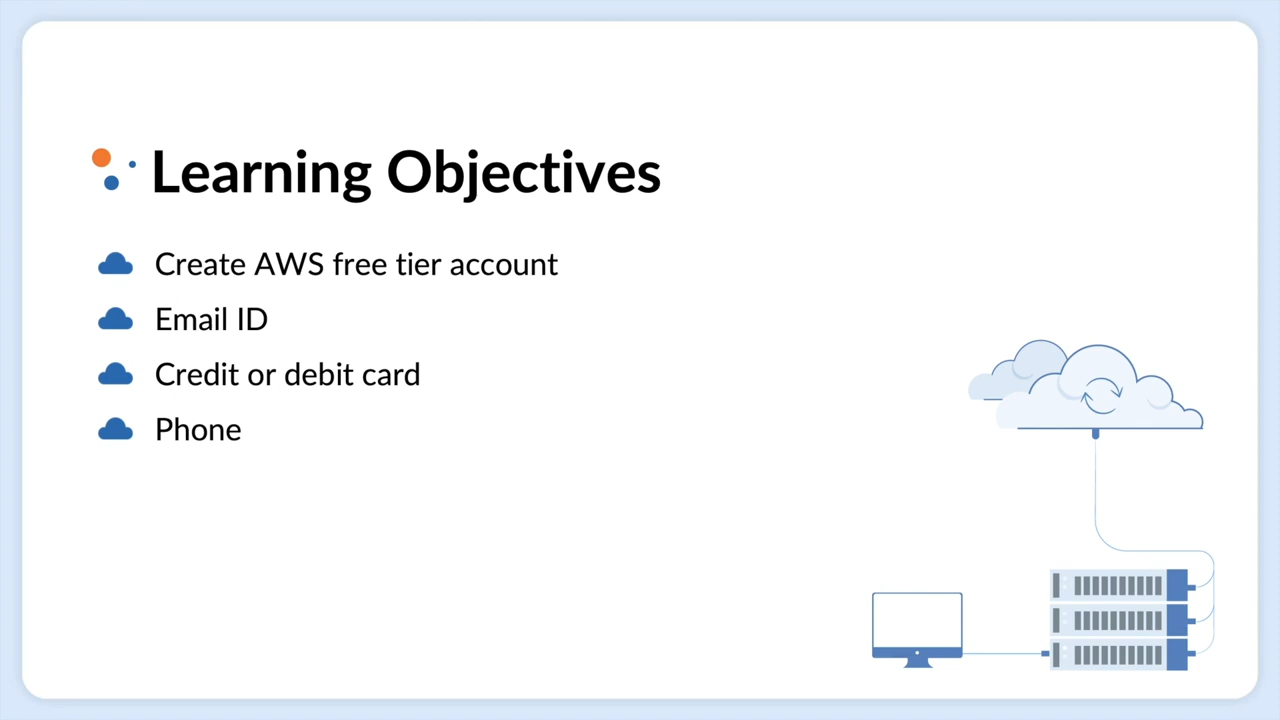 Learning Objectives
Create AWS free tier account
Email ID
Credit or debit card
Phone